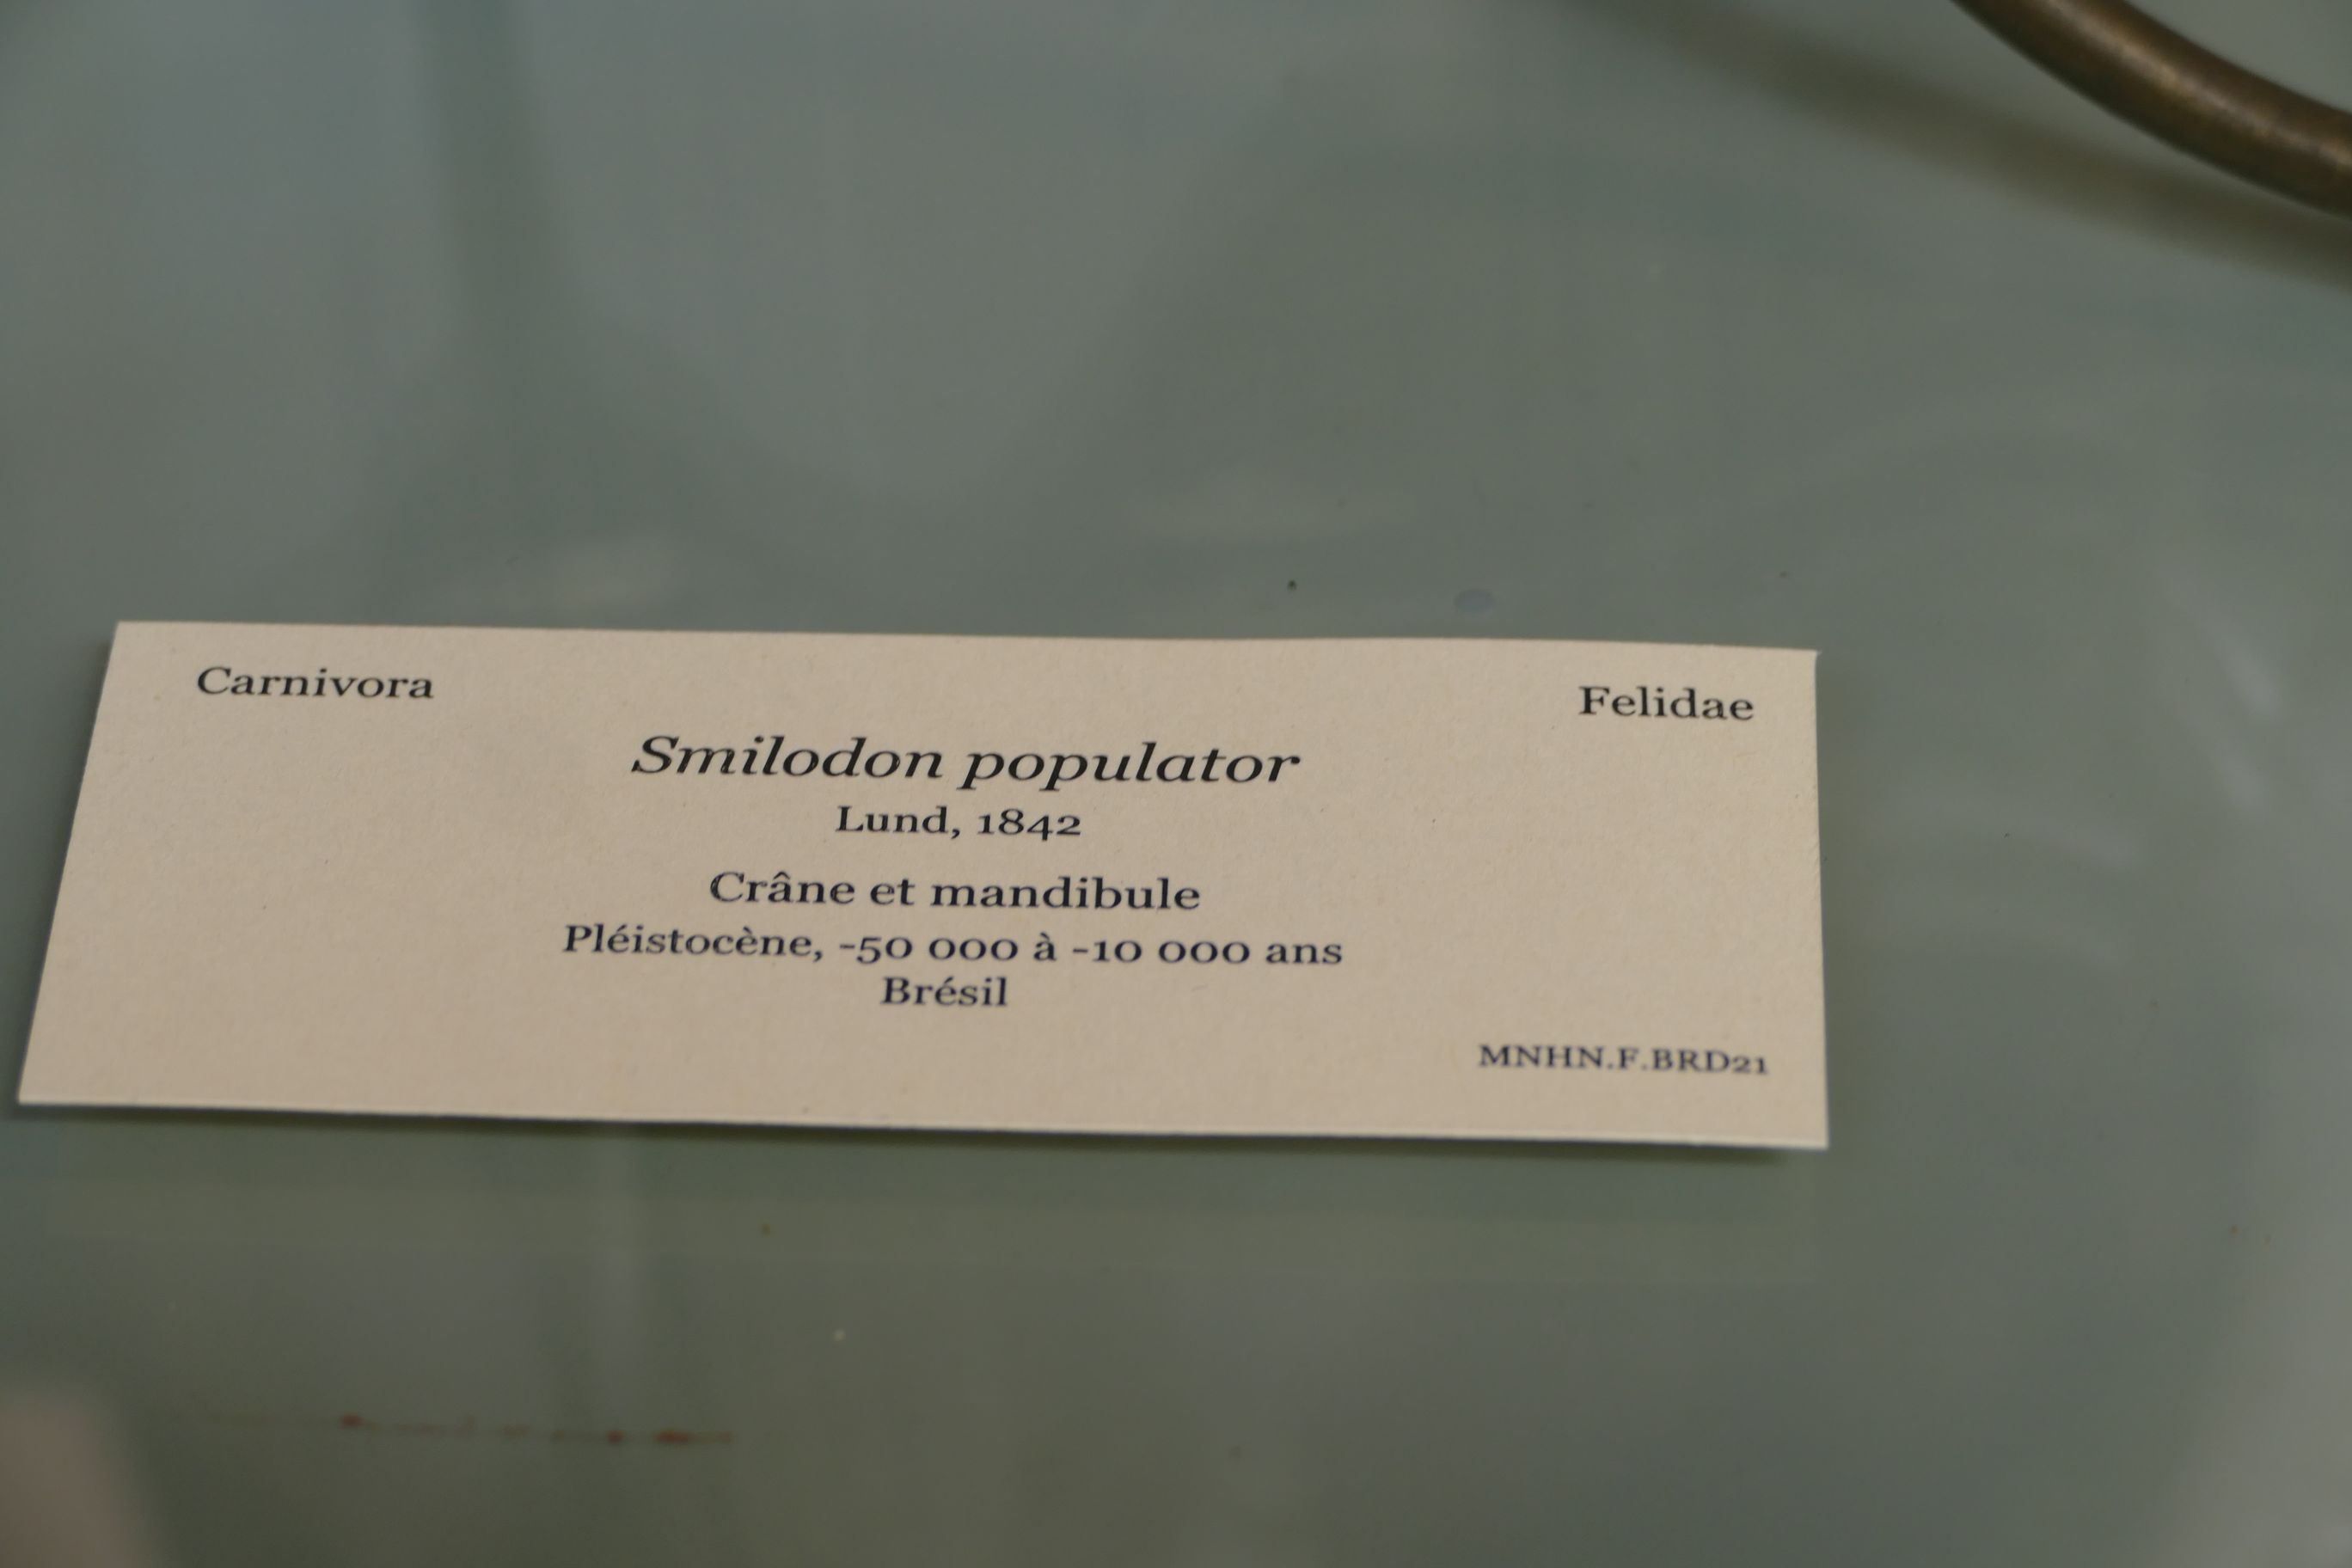 Carnivora
Felidae
Smilodon populator
Lund, 1842
Crâne et mandibule
Pléistocène, -50 000 à -10 000 ans
Brésil
MNHN.F.BRD21